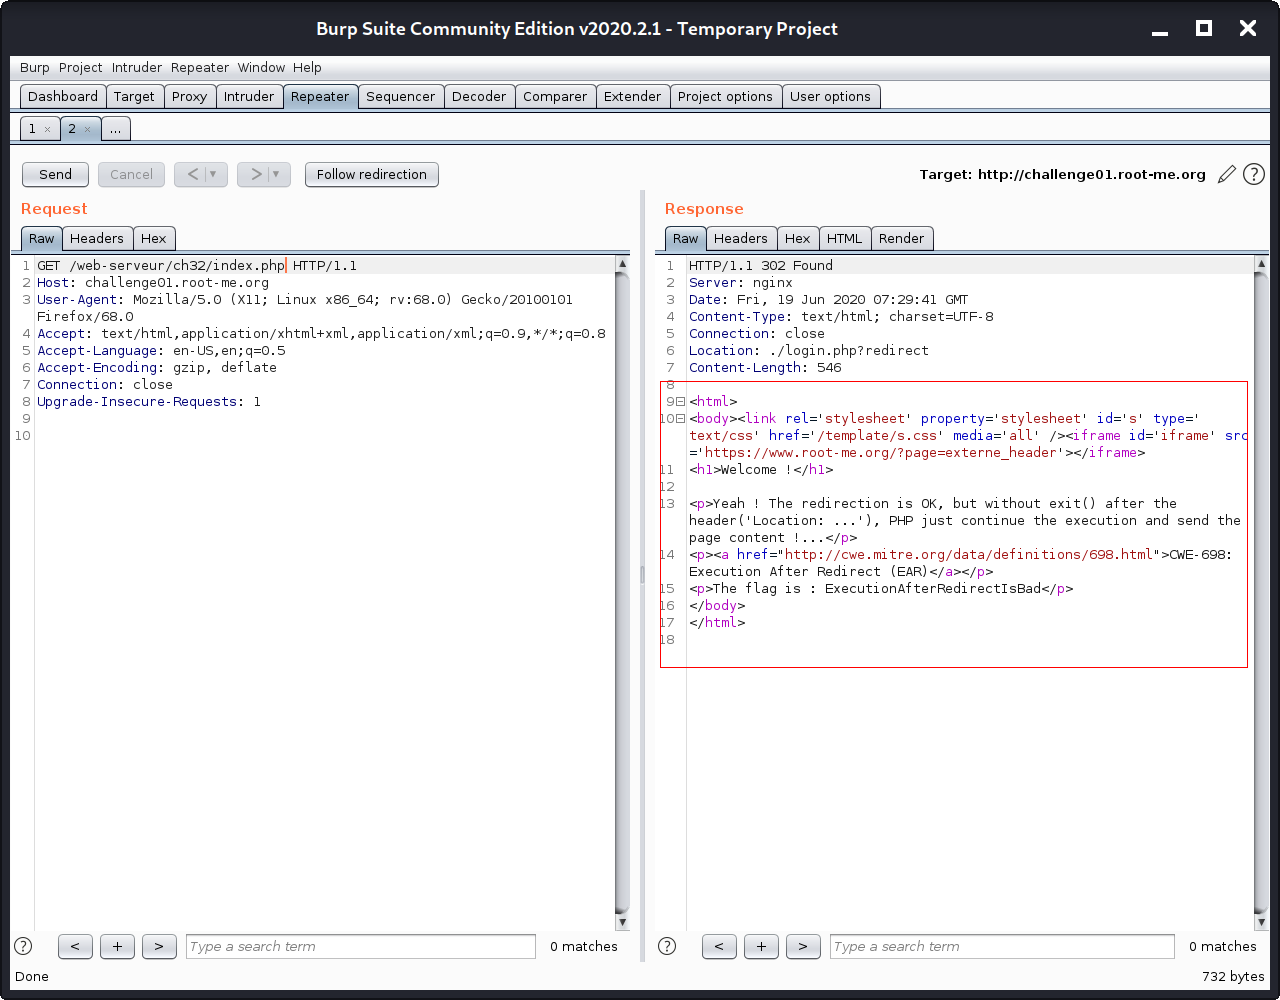 Burp Suite Community Edition v2020.2.1 - Temporary Project
Burp Project Intruder Repeater Window Help
Dashboard Target Proxy Intruder Repeater Sequencer Decoder Comparer Extender Project options User options
1 × 2 × ...
Send Cancel < ▼ > ▼ Follow redirection Target: http://challenge01.root-me.org ?
Request
Raw Headers Hex
1 GET /web-serveur/ch32/index.php HTTP/1.1
2 Host: challenge01.root-me.org
3 User-Agent: Mozilla/5.0 (X11; Linux x86_64; rv:68.0) Gecko/20100101
Firefox/68.0
4 Accept: text/html,application/xhtml+xml,application/xml;q=0.9,*/*;q=0.8
5 Accept-Language: en-US,en;q=0.5
6 Accept-Encoding: gzip, deflate
7 Connection: close
8 Upgrade-Insecure-Requests: 1
9
10
? < + > Type a search term 0 matches
Response
Raw Headers Hex HTML Render
1 HTTP/1.1 302 Found
2 Server: nginx
3 Date: Fri, 19 Jun 2020 07:29:41 GMT
4 Content-Type: text/html; charset=UTF-8
5 Connection: close
6 Location: ./login.php?redirect
7 Content-Length: 546
8
9 <html>
10 <body><link rel='stylesheet' property='stylesheet' id='s' type='
text/css' href='/template/s.css' media='all' /><iframe id='iframe' src
='https://www.root-me.org/?page=externe_header'></iframe>
11 <h1>Welcome !</h1>
12
13 <p>Yeah ! The redirection is OK, but without exit() after the
header('Location: ...'), PHP just continue the execution and send the
page content !...</p>
14 <p><a href="http://cwe.mitre.org/data/definitions/698.html">CWE-698:
Execution After Redirect (EAR)</a></p>
15 <p>The flag is : ExecutionAfterRedirectIsBad</p>
16 </body>
17 </html>
18
? < + > Type a search term 0 matches
Done 732 bytes